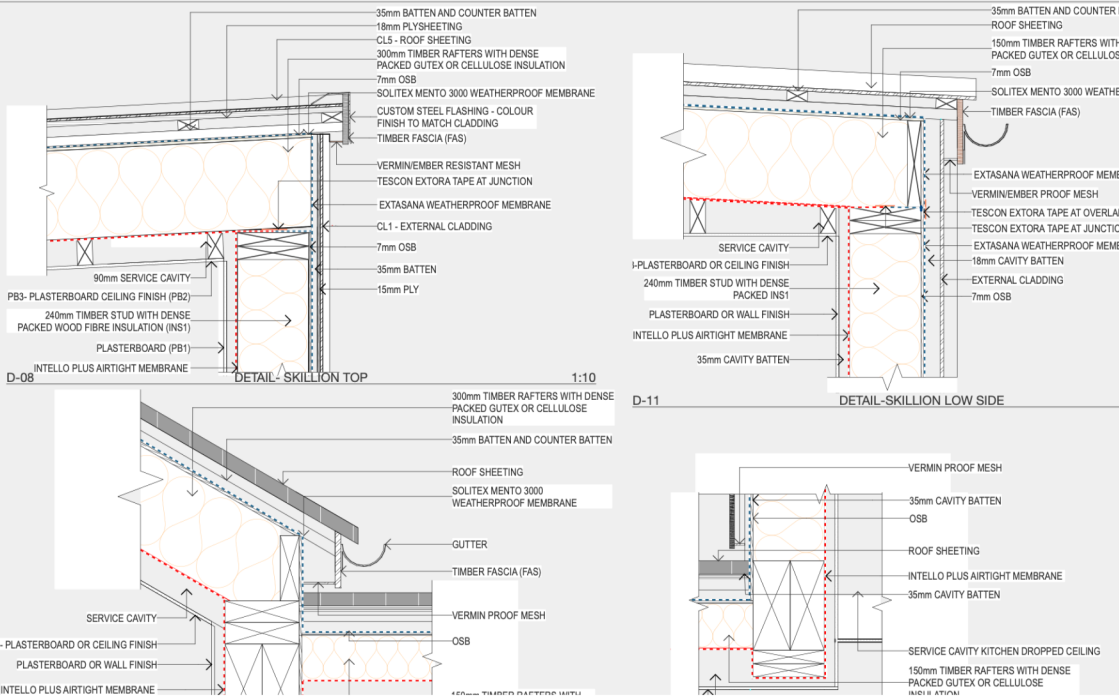 35mm BATTEN AND COUNTER BATTEN
18mm PLYSHEETING
CL5 - ROOF SHEETING
300mm TIMBER RAFTERS WITH DENSE
PACKED GUTEX OR CELLULOSE INSULATION
7mm OSB
SOLITEX MENTO 3000 WEATHERPROOF MEMBRANE
CUSTOM STEEL FLASHING - COLOUR
FINISH TO MATCH CLADDING
TIMBER FASCIA (FAS)
VERMIN/EMBER RESISTANT MESH
TESCON EXTORA TAPE AT JUNCTION
EXTASANA WEATHERPROOF MEMBRANE
CL1 - EXTERNAL CLADDING
7mm OSB
35mm BATTEN
15mm PLY
90mm SERVICE CAVITY
PB3- PLASTERBOARD CEILING FINISH (PB2)
240mm TIMBER STUD WITH DENSE
PACKED WOOD FIBRE INSULATION (INS1)
PLASTERBOARD (PB1)
INTELLO PLUS AIRTIGHT MEMBRANE
D-08 DETAIL- SKILLION TOP 1:10
35mm BATTEN AND COUNTER
ROOF SHEETING
150mm TIMBER RAFTERS WITH
PACKED GUTEX OR CELLULOS
7mm OSB
SOLITEX MENTO 3000 WEATHE
TIMBER FASCIA (FAS)
EXTASANA WEATHERPROOF MEME
VERMIN/EMBER PROOF MESH
TESCON EXTORA TAPE AT OVERLA
TESCON EXTORA TAPE AT JUNCTIO
EXTASANA WEATHERPROOF MEME
18mm CAVITY BATTEN
EXTERNAL CLADDING
7mm OSB
SERVICE CAVITY
-PLASTERBOARD OR CEILING FINISH
240mm TIMBER STUD WITH DENSE
PACKED INS1
PLASTERBOARD OR WALL FINISH
INTELLO PLUS AIRTIGHT MEMBRANE
35mm CAVITY BATTEN
D-11 DETAIL-SKILLION LOW SIDE
300mm TIMBER RAFTERS WITH DENSE
PACKED GUTEX OR CELLULOSE
INSULATION
35mm BATTEN AND COUNTER BATTEN
ROOF SHEETING
SOLITEX MENTO 3000
WEATHERPROOF MEMBRANE
GUTTER
TIMBER FASCIA (FAS)
VERMIN PROOF MESH
OSB
150mm TIMBER RAFTERS WITH
SERVICE CAVITY
- PLASTERBOARD OR CEILING FINISH
PLASTERBOARD OR WALL FINISH
INTELLO PLUS AIRTIGHT MEMBRANE
VERMIN PROOF MESH
35mm CAVITY BATTEN
OSB
ROOF SHEETING
INTELLO PLUS AIRTIGHT MEMBRANE
35mm CAVITY BATTEN
SERVICE CAVITY KITCHEN DROPPED CEILING
150mm TIMBER RAFTERS WITH DENSE
PACKED GUTEX OR CELLULOSE
INSULATION